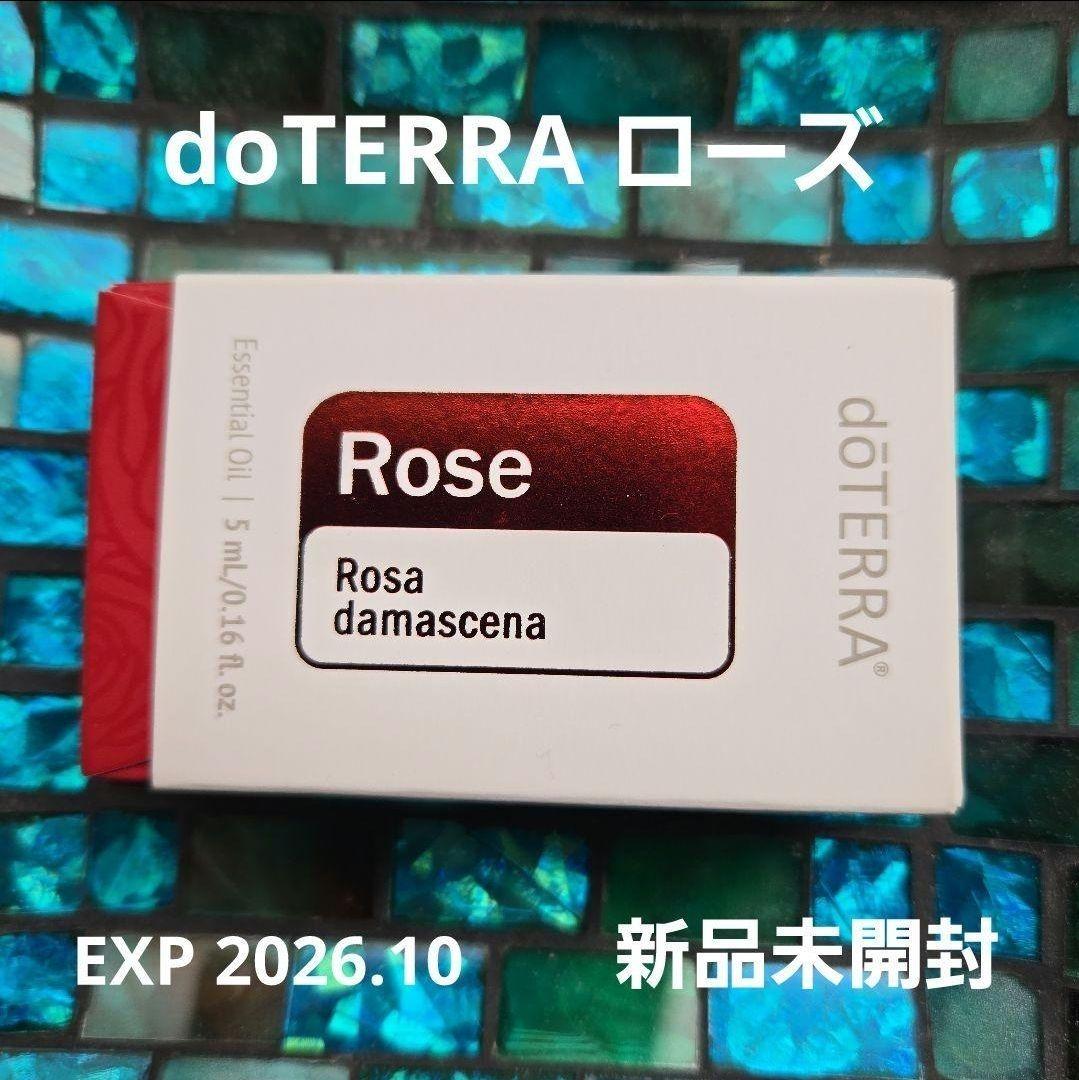 doTERRA ローズ
Essential Oil | 5 mL/0.16 fl. oz.
Rose
Rosa
damascena
dōTERRA®
EXP 2026.10
新品未開封